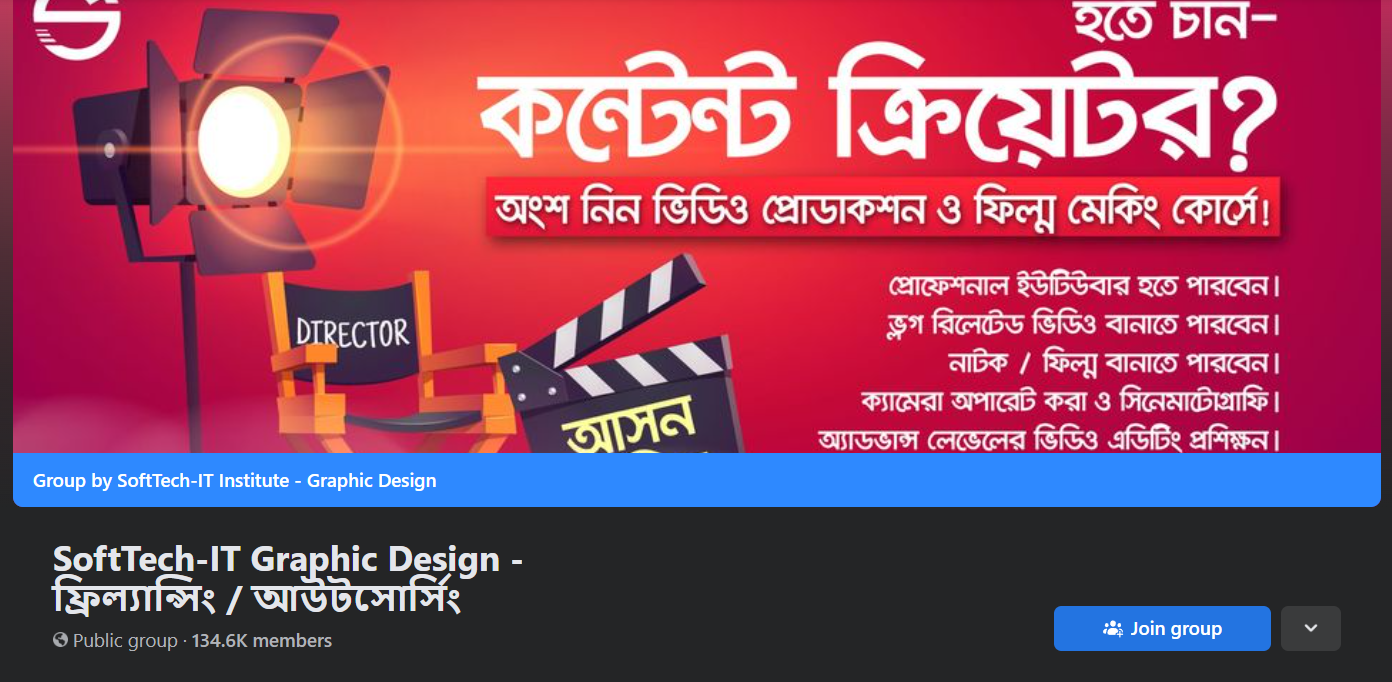 হতে চান-
কন্টেন্ট ক্রিয়েটর?
অংশ নিন ভিডিও প্রোডাকশন ও ফিল্ম মেকিং কোর্সে!
প্রোফেশনাল ইউটিউবার হতে পারবেন।
ভ্লগ রিলেটেড ভিডিও বানাতে পারবেন।
নাটক / ফিল্ম বানাতে পারবেন।
ক্যামেরা অপারেট করা ও সিনেমাটোগ্রাফি।
অ্যাডভান্স লেভেলের ভিডিও এডিটিং প্রশিক্ষন।
DIRECTOR
আসন
Group by SoftTech-IT Institute - Graphic Design
SoftTech-IT Graphic Design -
ফ্রিল্যান্সিং / আউটসোর্সিং
Public group · 134.6K members
Join group